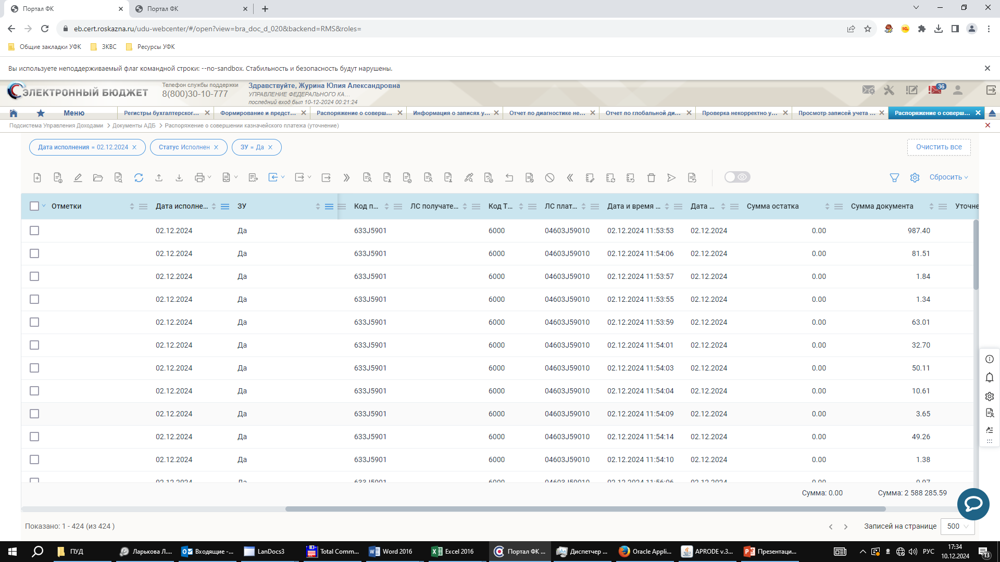 Портал ФК
Портал ФК
eb.cert.roskazna.ru/udu-webcenter/#/open?view=bra_doc_d_020&backend=RMS&roles=
Общие закладки УФК
ЗКВС
Ресурсы УФК
Вы используете неподдерживаемый флаг командной строки: --no-sandbox. Стабильность и безопасность будут нарушены.
ЭЛЕКТРОННЫЙ БЮДЖЕТ
Телефон службы поддержки
8(800)30-10-777
Здравствуйте, Журина Юлия Александровна
УПРАВЛЕНИЕ ФЕДЕРАЛЬНОГО КА...
последний вход был 10-12-2024 00:21:24
36
Меню
Регистры бухгалтерског...
Формирование и предст...
Распоряжение о соверш...
Информация о записях у...
Отчет по диагностике не...
Отчет по глобальной ди...
Проверка некорректно у...
Просмотр записей учета ...
Распоряжение о соверш...
Подсистема Управления Доходами > Документы АДБ > Распоряжение о совершении казначейского платежа (уточнение)
Дата исполнения = 02.12.2024
Статус Исполнен
ЗУ = Да
Очистить все
Сбросить
Отметки Дата исполне... ЗУ Код п... ЛС получате... Код Т... ЛС плат... Дата и время ... Дата ... Сумма остатка Сумма документа Уточне
02.12.2024 Да 633J5901 6000 04603J59010 02.12.2024 11:53:53 02.12.2024 0.00 987.40
02.12.2024 Да 633J5901 6000 04603J59010 02.12.2024 11:54:06 02.12.2024 0.00 81.51
02.12.2024 Да 633J5901 6000 04603J59010 02.12.2024 11:53:57 02.12.2024 0.00 1.84
02.12.2024 Да 633J5901 6000 04603J59010 02.12.2024 11:53:55 02.12.2024 0.00 1.34
02.12.2024 Да 633J5901 6000 04603J59010 02.12.2024 11:53:59 02.12.2024 0.00 63.01
02.12.2024 Да 633J5901 6000 04603J59010 02.12.2024 11:54:01 02.12.2024 0.00 32.70
02.12.2024 Да 633J5901 6000 04603J59010 02.12.2024 11:54:03 02.12.2024 0.00 50.11
02.12.2024 Да 633J5901 6000 04603J59010 02.12.2024 11:54:04 02.12.2024 0.00 10.61
02.12.2024 Да 633J5901 6000 04603J59010 02.12.2024 11:54:09 02.12.2024 0.00 3.65
02.12.2024 Да 633J5901 6000 04603J59010 02.12.2024 11:54:14 02.12.2024 0.00 49.26
02.12.2024 Да 633J5901 6000 04603J59010 02.12.2024 11:54:10 02.12.2024 0.00 1.38
Сумма: 0.00 Сумма: 2 588 285.59
Показано: 1 - 424 (из 424 )
Записей на странице 500
ПУД
Ларькова Л....
Входящие -...
LanDocs3
Total Comm...
Word 2016
Excel 2016
Портал ФК ...
Диспетчер ...
Oracle Appli...
APRODE v.3...
Презентаци...
РУС
17:34
10.12.2024
13